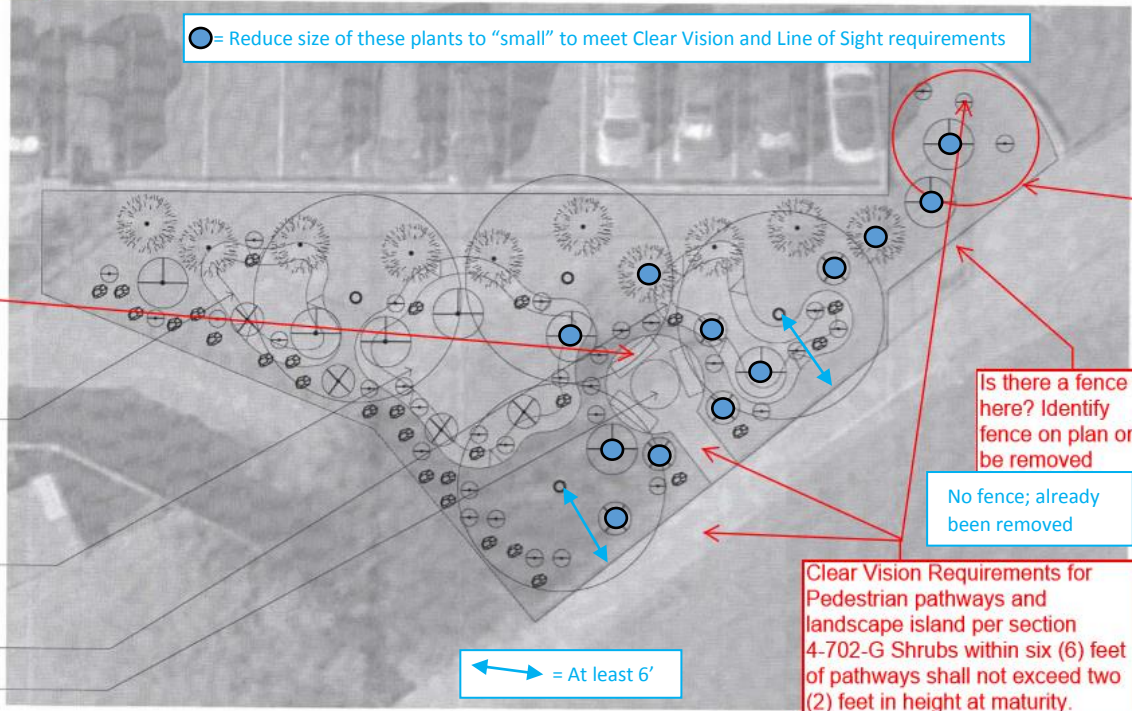 = Reduce size of these plants to “small” to meet Clear Vision and Line of Sight requirements
Is there a fence
here? Identify
fence on plan or
be removed
No fence; already
been removed
Clear Vision Requirements for
Pedestrian pathways and
landscape island per section
4-702-G Shrubs within six (6) feet
of pathways shall not exceed two
(2) feet in height at maturity.
= At least 6’